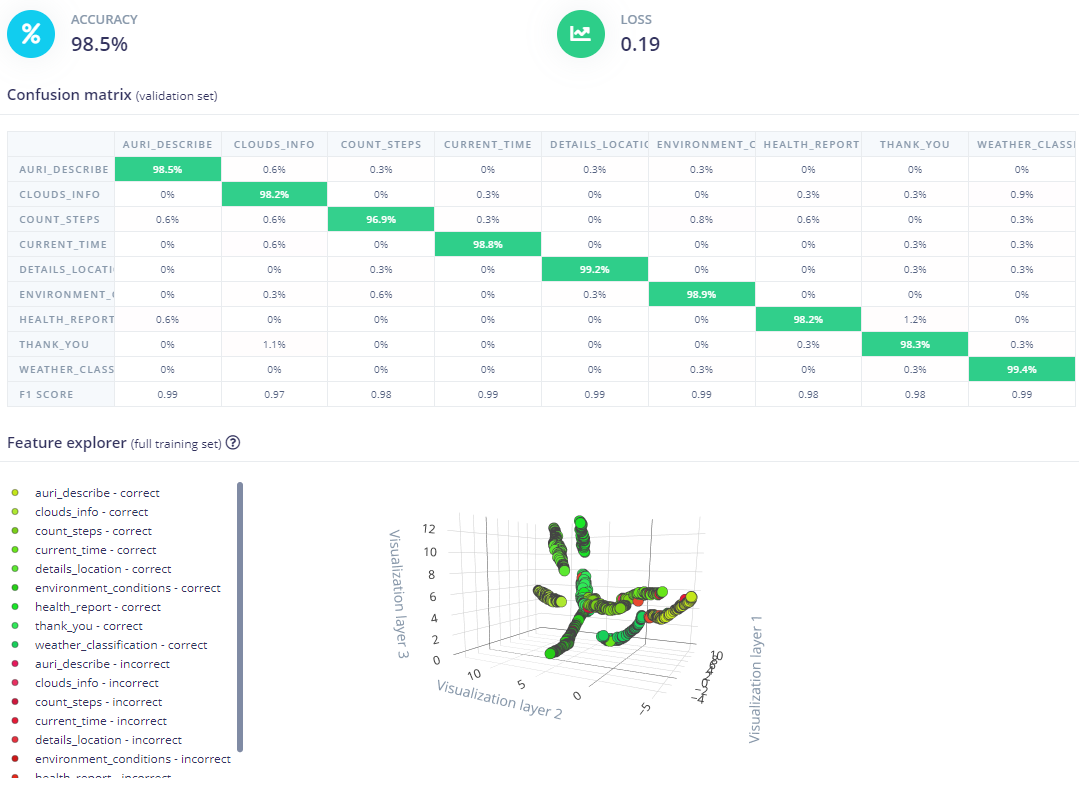 ACCURACY
98.5%
LOSS
0.19
Confusion matrix (validation set)
AURI_DESCRIBE CLOUDS_INFO COUNT_STEPS CURRENT_TIME DETAILS_LOCATIC ENVIRONMENT_C HEALTH_REPORT THANK_YOU WEATHER_CLASSI
AURI_DESCRIBE 98.5% 0.6% 0.3% 0% 0.3% 0.3% 0% 0% 0%
CLOUDS_INFO 0% 98.2% 0% 0.3% 0% 0% 0.3% 0.3% 0.9%
COUNT_STEPS 0.6% 0.6% 96.9% 0.3% 0% 0.8% 0.6% 0% 0.3%
CURRENT_TIME 0% 0.6% 0% 98.8% 0% 0% 0% 0.3% 0.3%
DETAILS_LOCATI 0% 0% 0.3% 0% 99.2% 0% 0% 0.3% 0.3%
ENVIRONMENT_C 0% 0.3% 0.6% 0% 0.3% 98.9% 0% 0% 0%
HEALTH_REPORT 0.6% 0% 0% 0% 0% 0% 98.2% 1.2% 0%
THANK_YOU 0% 1.1% 0% 0% 0% 0% 0.3% 98.3% 0.3%
WEATHER_CLASS 0% 0% 0% 0% 0% 0.3% 0% 0.3% 99.4%
F1 SCORE 0.99 0.97 0.98 0.99 0.99 0.99 0.98 0.98 0.99
Feature explorer (full training set) ?
auri_describe - correct
clouds_info - correct
count_steps - correct
current_time - correct
details_location - correct
environment_conditions - correct
health_report - correct
thank_you - correct
weather_classification - correct
auri_describe - incorrect
clouds_info - incorrect
count_steps - incorrect
current_time - incorrect
details_location - incorrect
environment_conditions - incorrect
health_report - incorrect
Visualization layer 3
12
10
8
6
4
2
0
Visualization layer 2
10
5
0
−5
Visualization layer 1
10
0
−2
−4